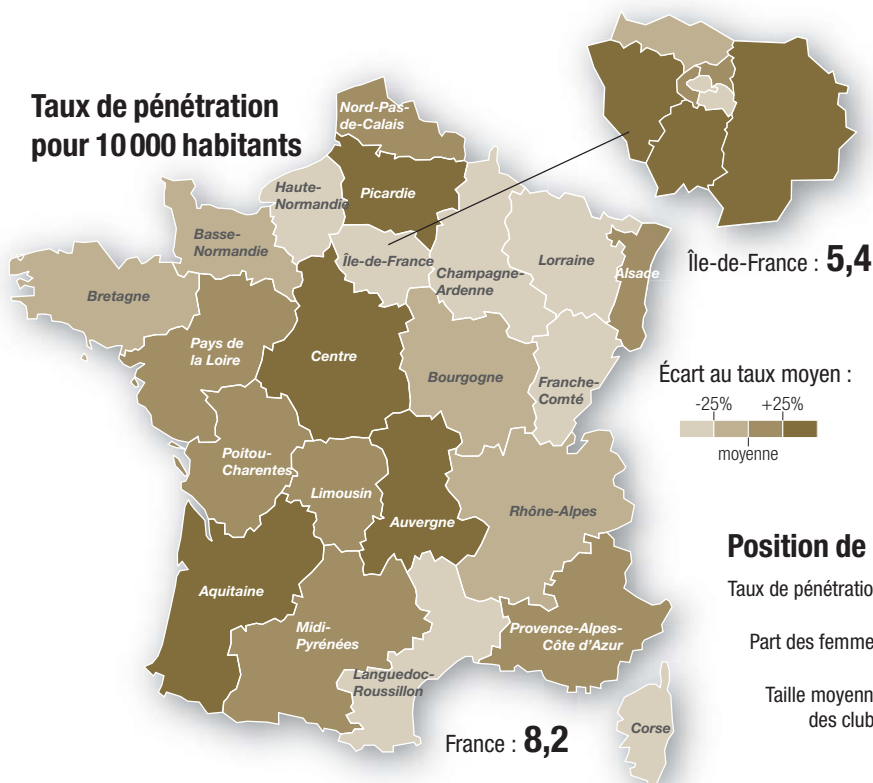 Taux de pénétration
pour 10 000 habitants
Nord-Pas-
de-Calais
Haute-
Normandie
Picardie
Basse-
Normandie
Île-de-France
Champagne-
Ardenne
Lorraine
Alsace
Île-de-France : 5,4
Bretagne
Pays de
la Loire
Centre
Bourgogne
Franche-
Comté
Écart au taux moyen :
-25% +25%
moyenne
Poitou-
Charentes
Limousin
Auvergne
Rhône-Alpes
Aquitaine
Midi-
Pyrénées
Provence-Alpes-
Côte d'Azur
Languedoc-
Roussillon
Corse
France : 8,2
Position de
Taux de pénétration
Part des femme
Taille moyenn
des club